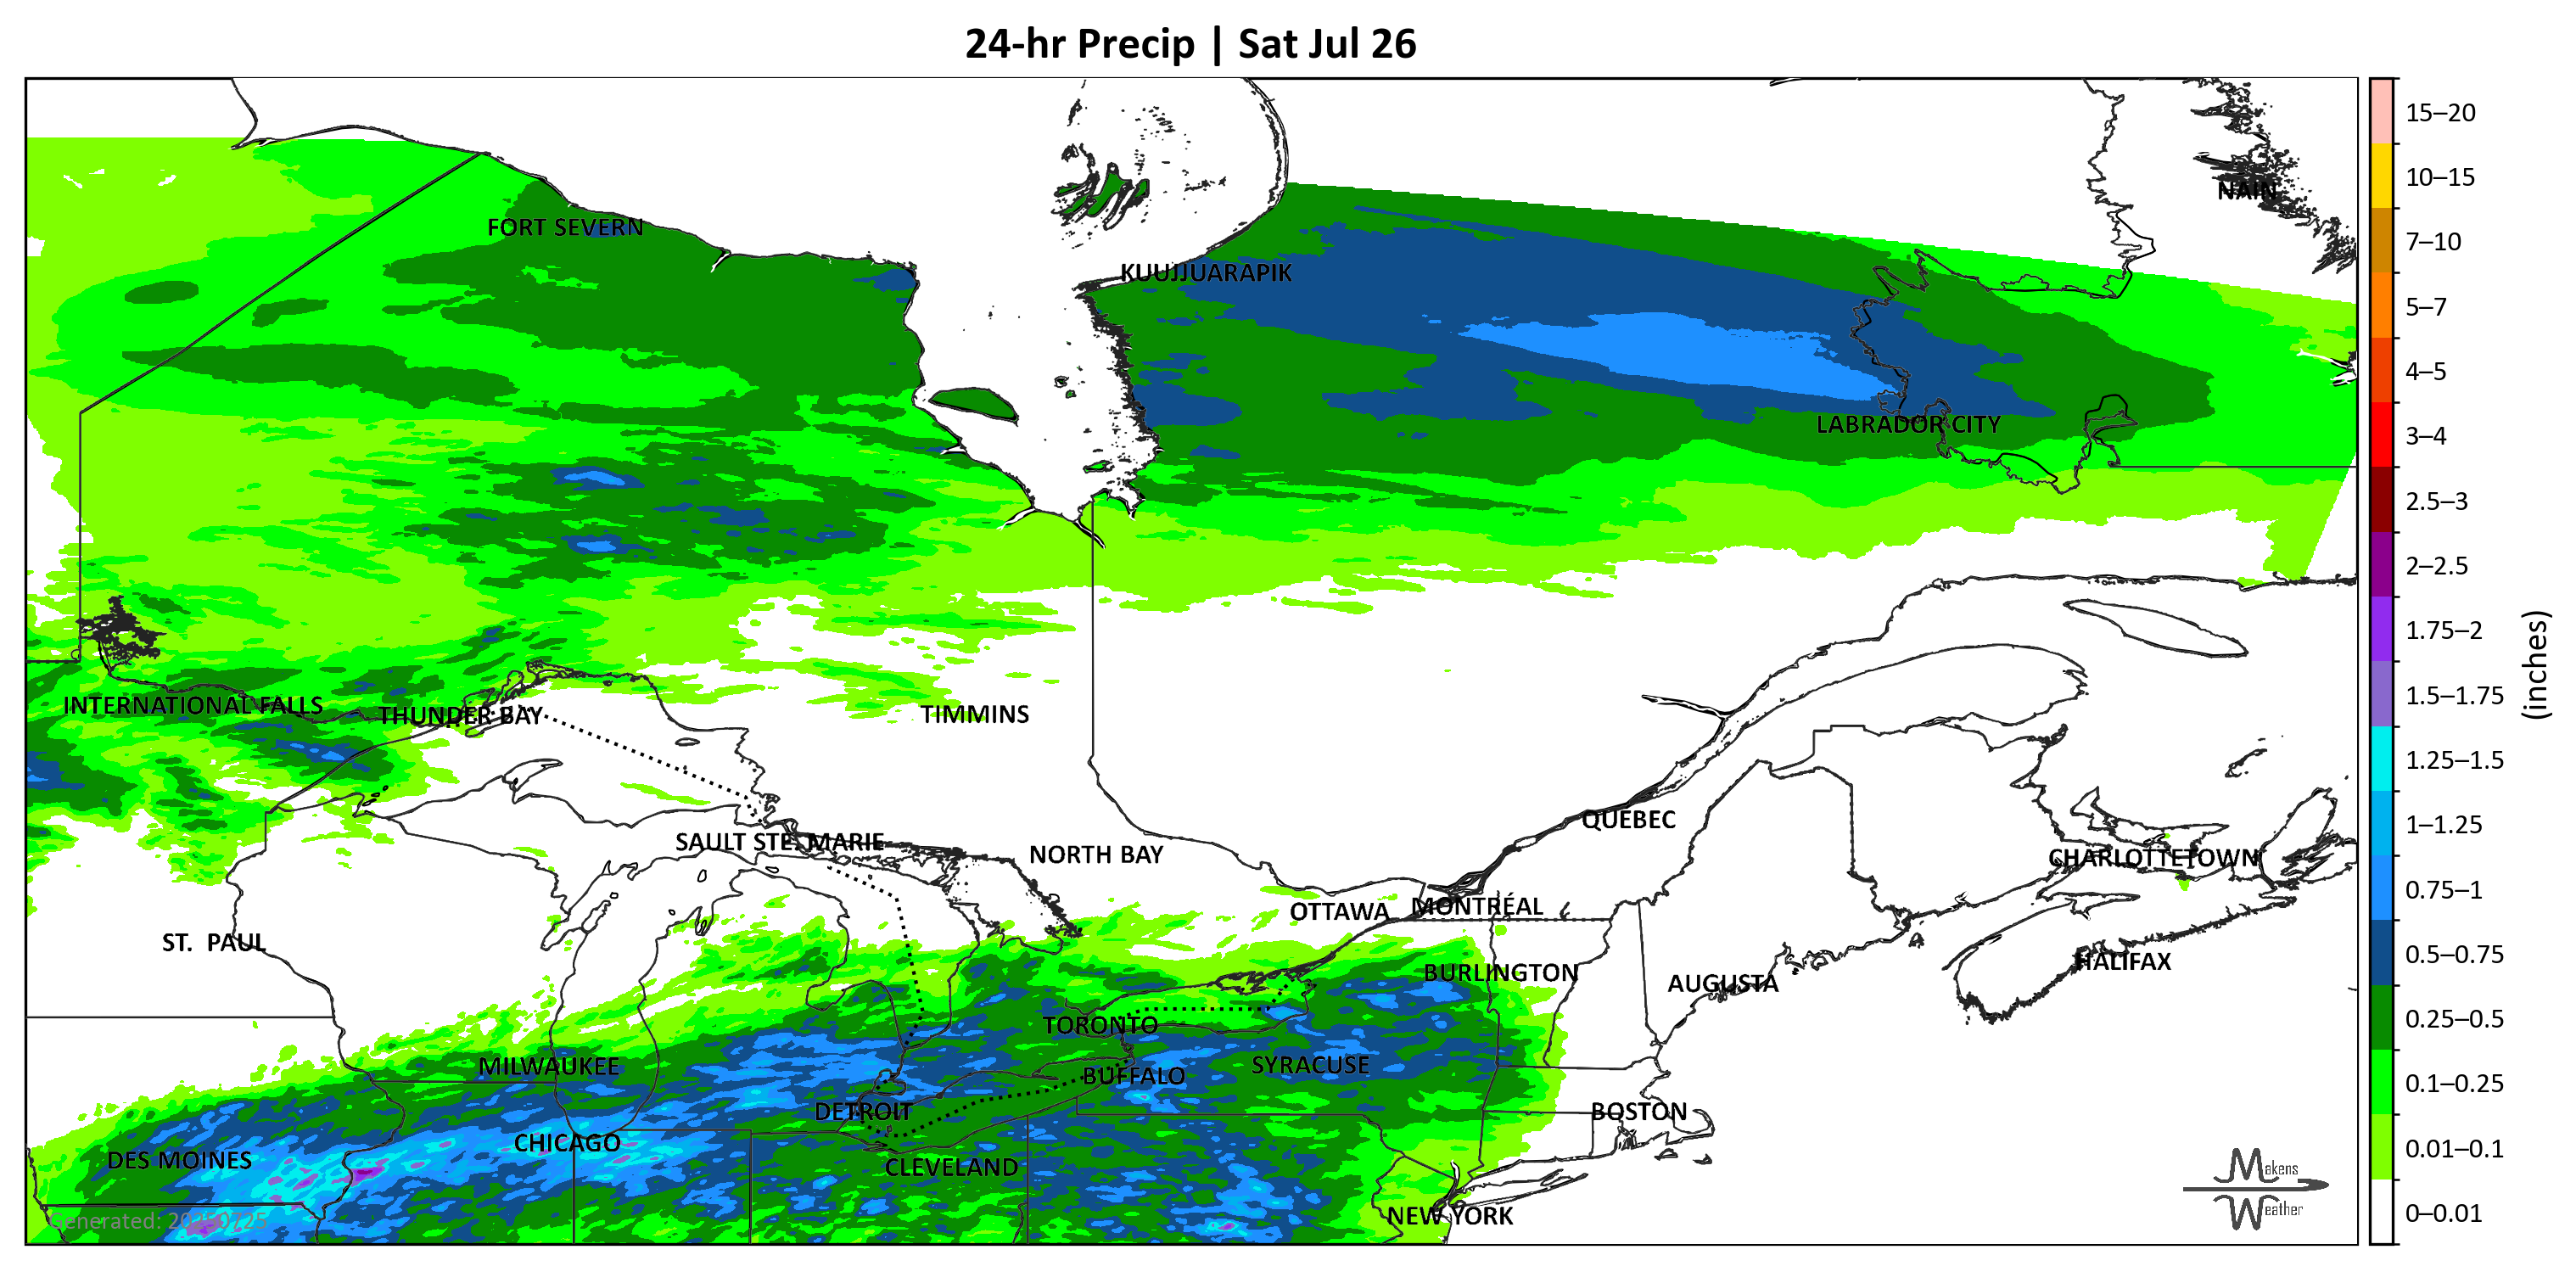 24-hr Precip | Sat Jul 26
NAIN
FORT SEVERN
KUUJJUARAPIK
LABRADOR CITY
INTERNATIONAL FALLS
THUNDER BAY
TIMMINS
QUÉBEC
SAULT STE. MARIE
NORTH BAY
CHARLOTTETOWN
OTTAWA
MONTRÉAL
ST. PAUL
HALIFAX
BURLINGTON
AUGUSTA
TORONTO
MILWAUKEE
SYRACUSE
BUFFALO
DETROIT
BOSTON
CHICAGO
DES MOINES
CLEVELAND
NEW YORK
Generated: 20250725
Makens
Weather
15–20
10–15
7–10
5–7
4–5
3–4
2.5–3
2–2.5
1.75–2
1.5–1.75
1.25–1.5
1–1.25
0.75–1
0.5–0.75
0.25–0.5
0.1–0.25
0.01–0.1
0–0.01
(inches)